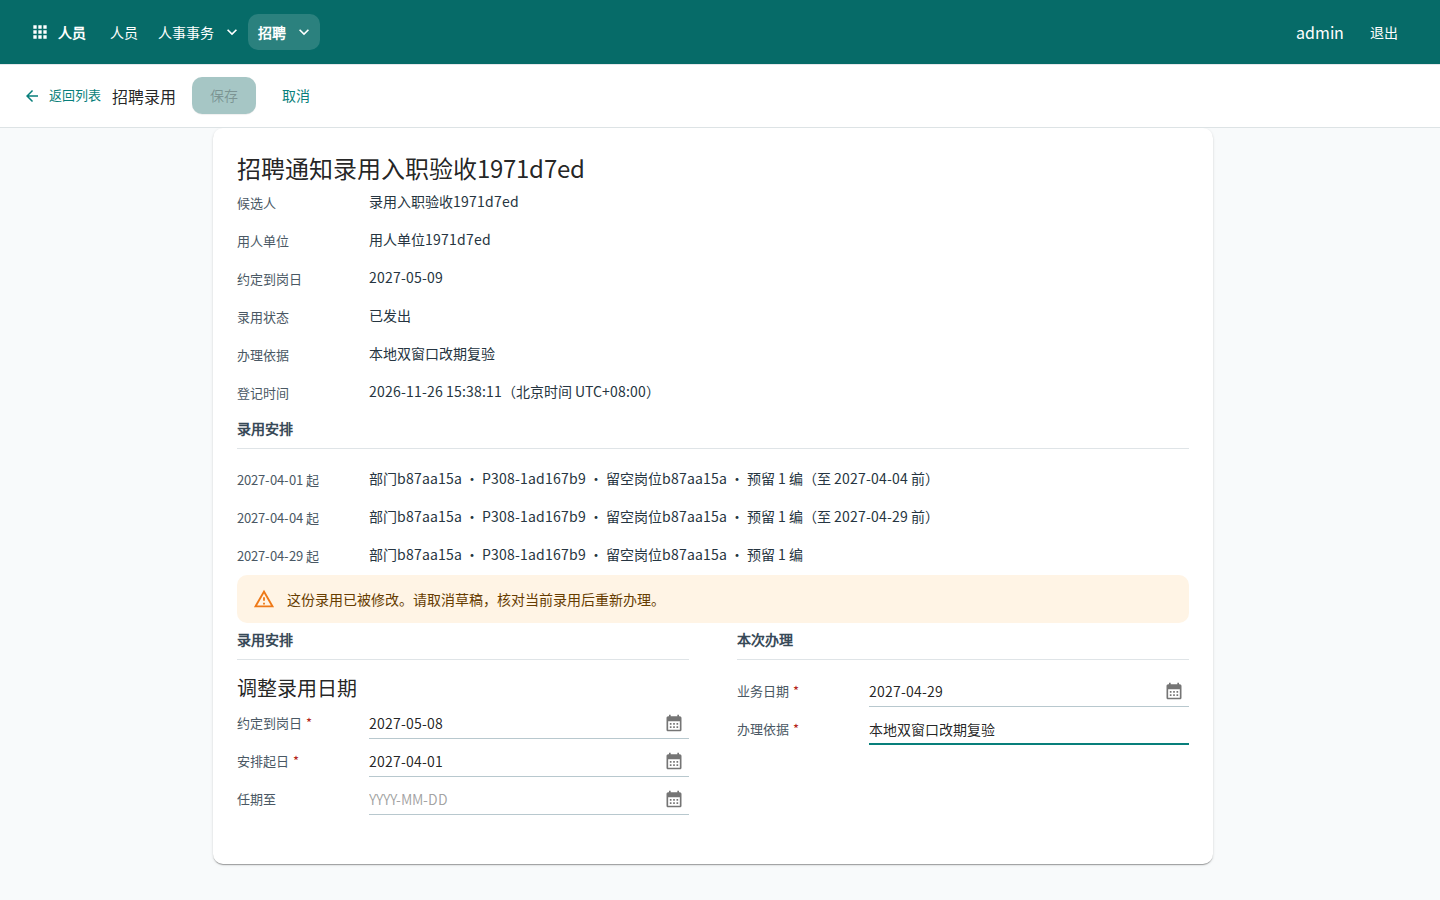 人员 人员 人事事务 招聘 admin 退出
返回列表 招聘录用 保存 取消
招聘通知录用入职验收1971d7ed
候选人 录用入职验收1971d7ed
用人单位 用人单位1971d7ed
约定到岗日 2027-05-09
录用状态 已发出
办理依据 本地双窗口改期复验
登记时间 2026-11-26 15:38:11（北京时间 UTC+08:00）
录用安排
2027-04-01 起 部门b87aa15a · P308-1ad167b9 · 留空岗位b87aa15a · 预留 1 编（至 2027-04-04 前）
2027-04-04 起 部门b87aa15a · P308-1ad167b9 · 留空岗位b87aa15a · 预留 1 编（至 2027-04-29 前）
2027-04-29 起 部门b87aa15a · P308-1ad167b9 · 留空岗位b87aa15a · 预留 1 编
这份录用已被修改。请取消草稿，核对当前录用后重新办理。
录用安排
调整录用日期
约定到岗日 * 2027-05-08
安排起日 * 2027-04-01
任期至 YYYY-MM-DD
本次办理
业务日期 * 2027-04-29
办理依据 * 本地双窗口改期复验